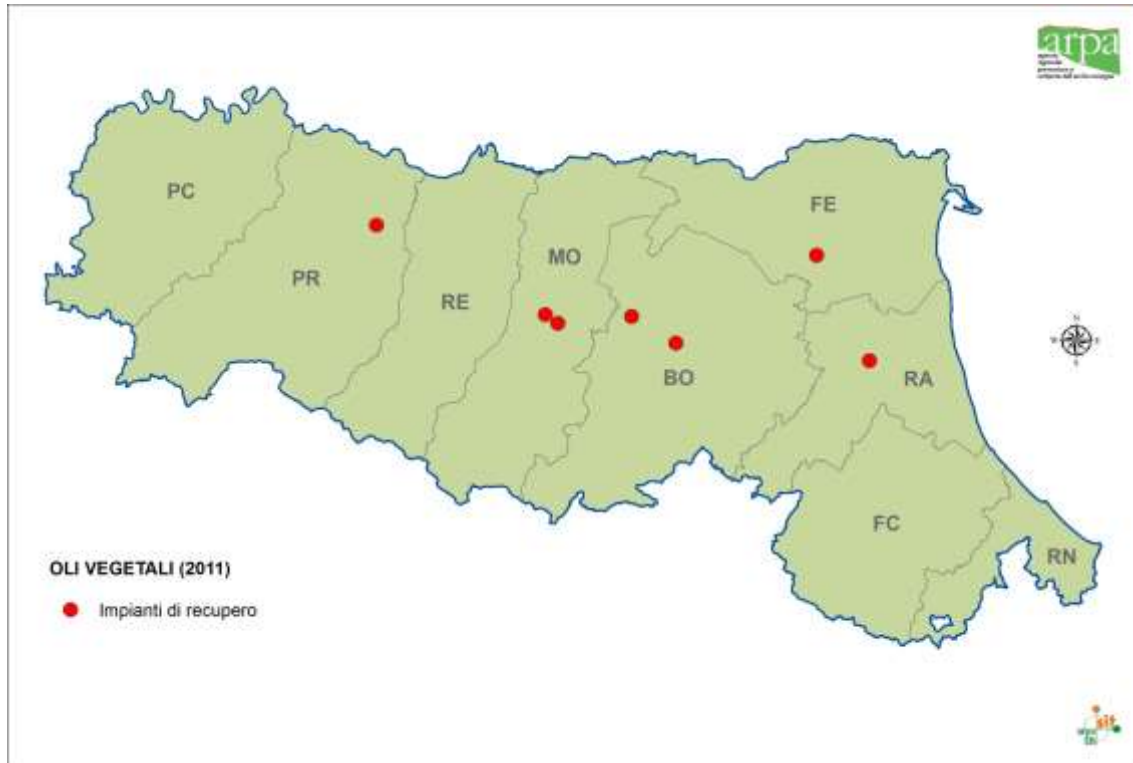 arpa
PC
FE
MO
PR
RE
N
W
E
S
BO
RA
FC
RN
OLI VEGETALI (2011)
Impianti di recupero
sit